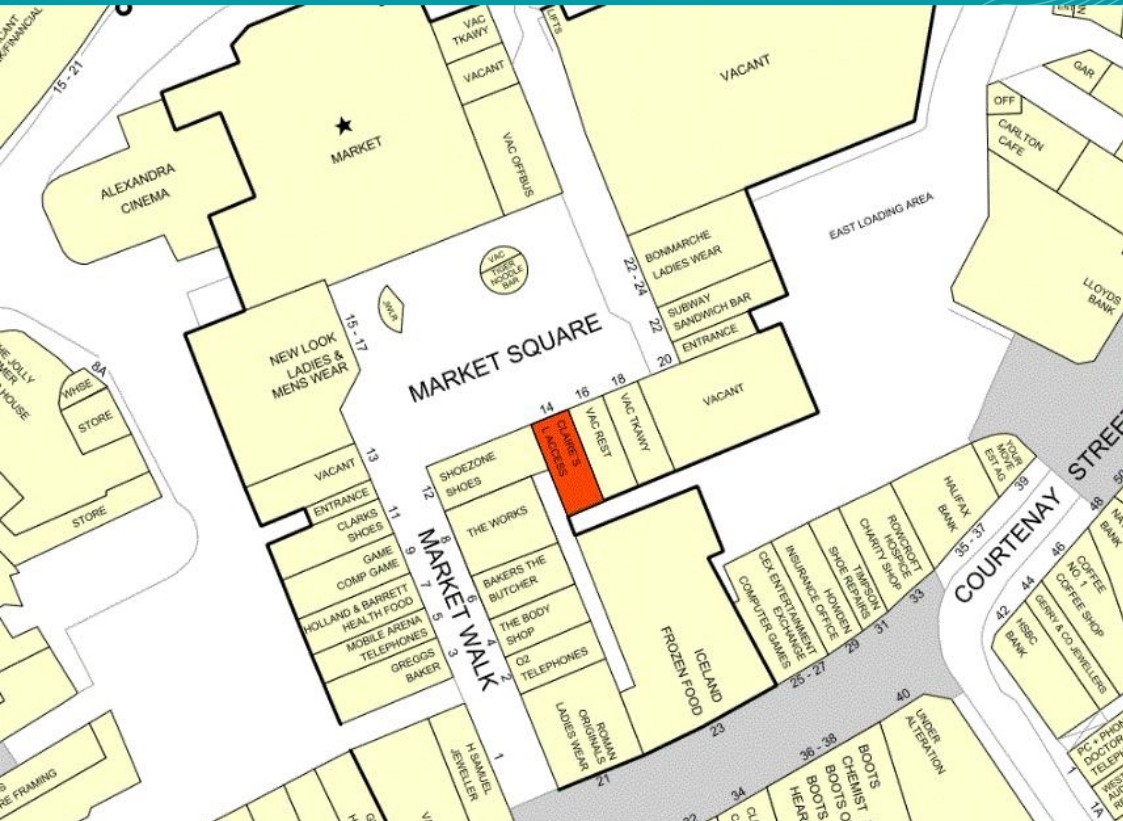 15 - 21
VAC
TKAWY
VACANT
VAC OFFBUS
LIFTS
VACANT
MARKET
ALEXANDRA
CINEMA
GAR
OFF
CARLTON
CAFE
EAST LOADING AREA
LLOYDS
BANK
VAC
TIGER
NOODLE
BAR
JWLR
BONMARCHE
LADIES WEAR
22 - 24
SUBWAY
SANDWICH BAR
22
ENTRANCE
20
15 - 17
NEW LOOK
LADIES &
MENS WEAR
MARKET SQUARE
8A
WHSE
STORE
STORE
14
16
18
CLAIRE'S
L ACCESS
VAC REST
VAC TKAWY
VACANT
13
VACANT
ENTRANCE
12
SHOEZONE
SHOES
11
CLARKS
SHOES
9
GAME
COMP GAME
7
HOLLAND & BARRETT
HEALTH FOOD
5
MOBILE ARENA
TELEPHONES
3
GREGGS
BAKER
MARKET WALK
8
THE WORKS
6
BAKERS THE
BUTCHER
4
THE BODY
SHOP
2
O2
TELEPHONES
ROMAN
ORIGINALS
LADIES WEAR
21
ICELAND
FROZEN FOOD
23
CEX ENTERTAINMENT
EXCHANGE
COMPUTER GAMES
25 - 27
INSURANCE OFFICE
HOWDEN
29
TIMPSON
SHOE REPAIRS
31
ROWCROFT
HOSPICE
CHARITY SHOP
33
HALIFAX
BANK
35 - 37
YOUR
MOVE
EST AG
39
COURTENAY
STREET
50
48
46
44
42
BANK
COFFEE
NO. 1
COFFEE SHOP
GERRY & CO JEWELLERS
HSBC
BANK
40
UNDER
ALTERATION
36 - 38
BOOTS
CHEMIST
BOOTS
34
1
H SAMUEL
JEWELLER
1
1A